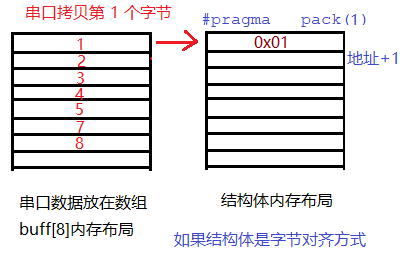 串口拷贝第 1 个字节
#pragma pack(1)
1
2
3
4
5
7
8
0x01
地址+1
串口数据放在数组
buff[8]内存布局
结构体内存布局
如果结构体是字节对齐方式